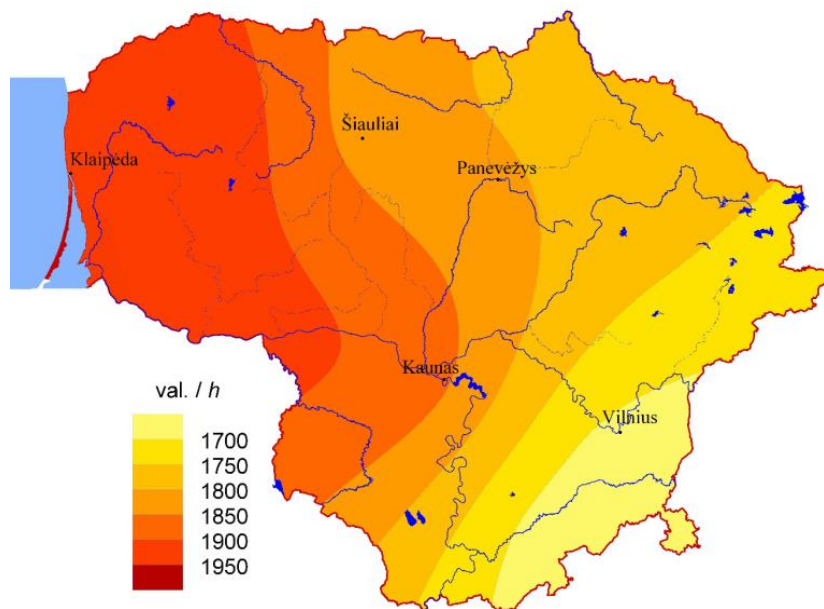 Šiauliai
Klaipėda
Panevėžys
Kaunas
Vilnius
val. / h
1700
1750
1800
1850
1900
1950